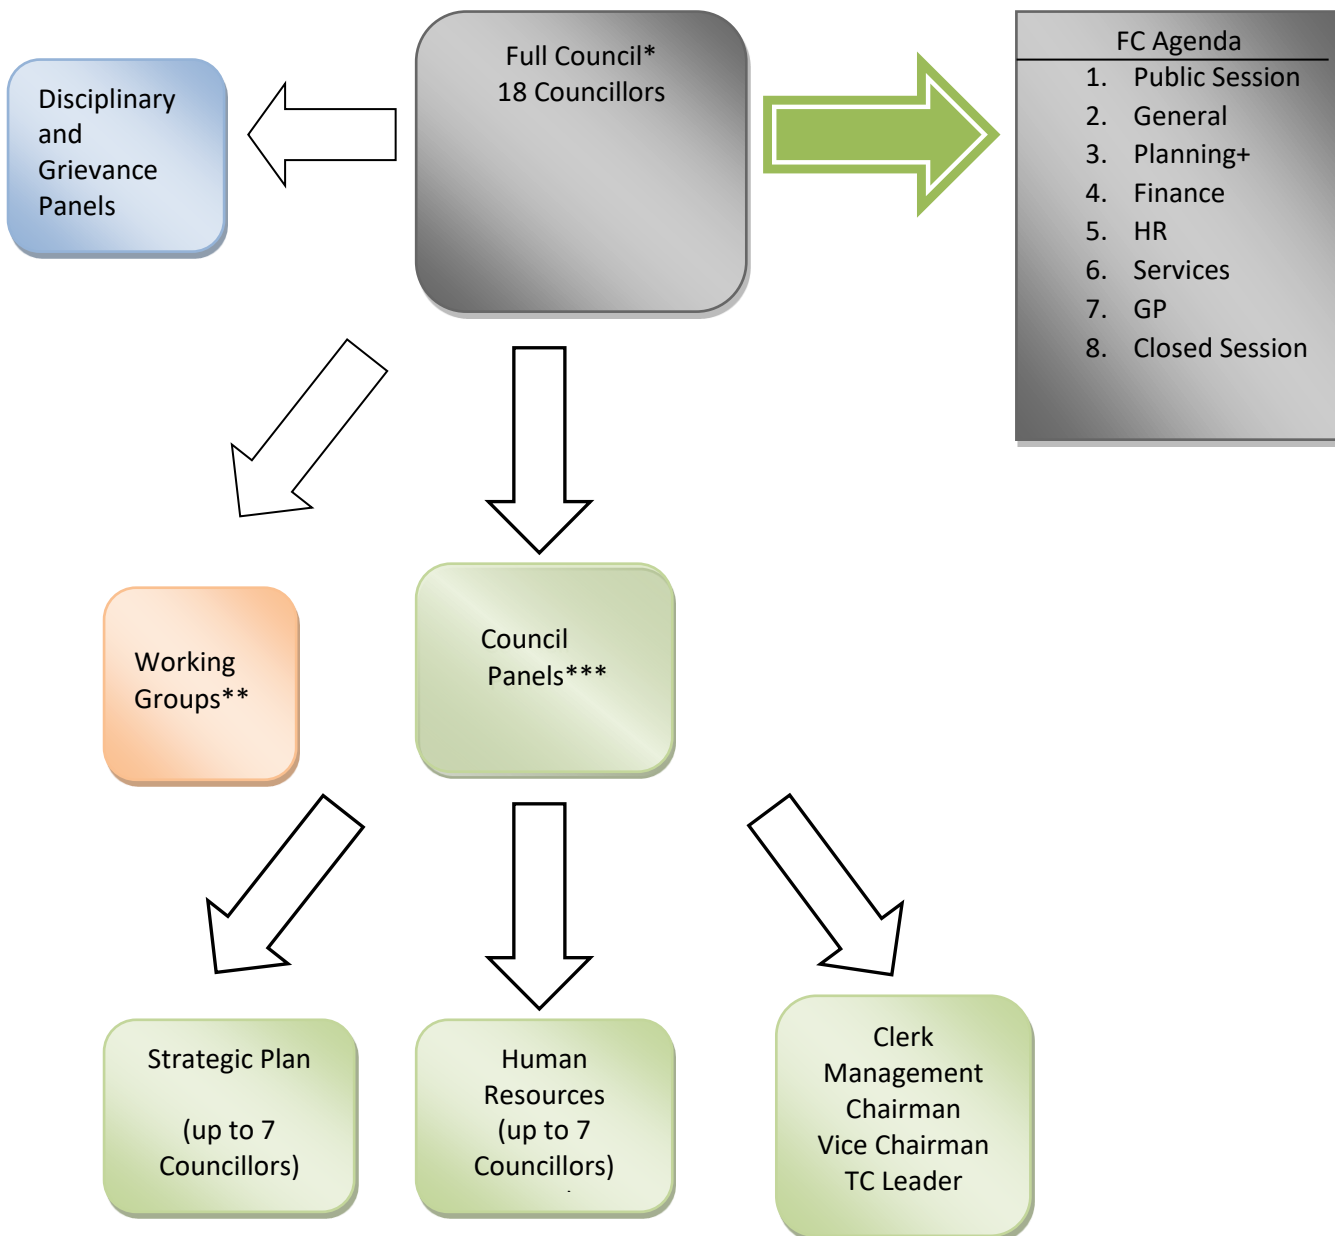 Full Council*
18 Councillors
Disciplinary
and
Grievance
Panels
FC Agenda
1. Public Session
2. General
3. Planning+
4. Finance
5. HR
6. Services
7. GP
8. Closed Session
Working
Groups**
Council
Panels***
Strategic Plan
(up to 7
Councillors)
Human
Resources
(up to 7
Councillors)
Clerk
Management
Chairman
Vice Chairman
TC Leader